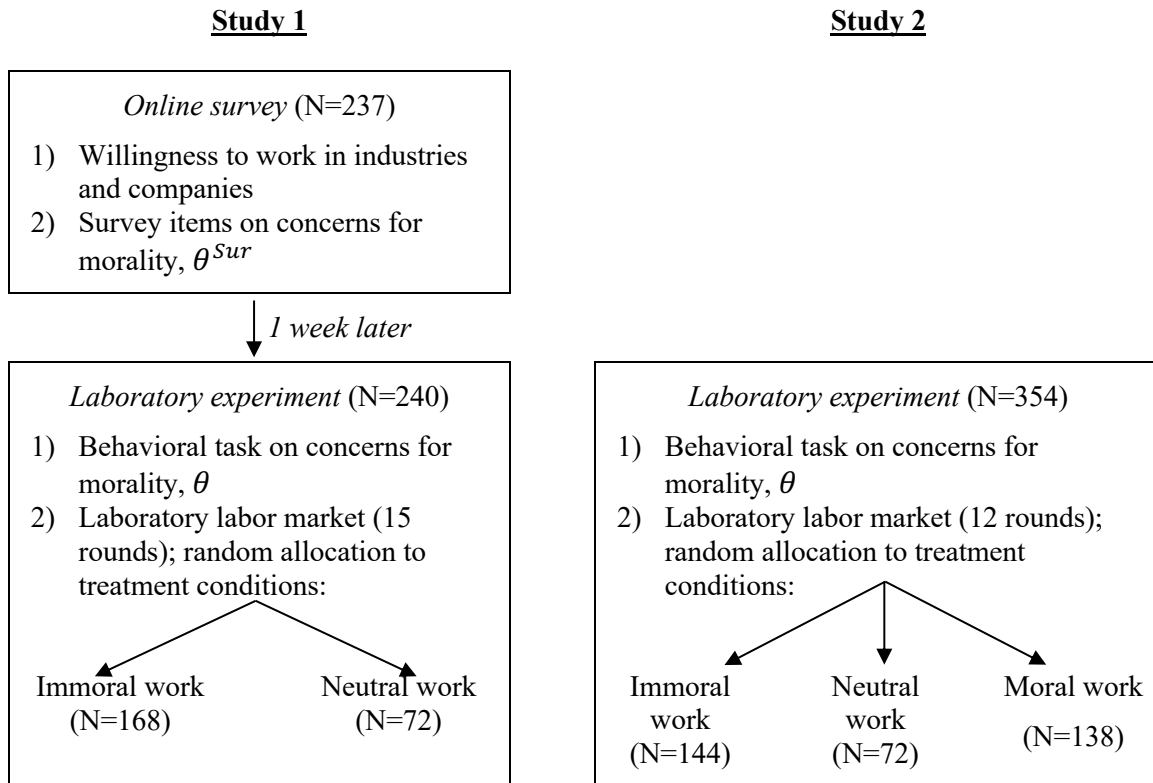 Study 1
Online survey (N=237)
1) Willingness to work in industries
and companies
2) Survey items on concerns for
morality, θ^Sur
1 week later
Laboratory experiment (N=240)
1) Behavioral task on concerns for
morality, θ
2) Laboratory labor market (15
rounds); random allocation to
treatment conditions:
Immoral work
(N=168)
Neutral work
(N=72)
Study 2
Laboratory experiment (N=354)
1) Behavioral task on concerns for
morality, θ
2) Laboratory labor market (12 rounds);
random allocation to treatment
conditions:
Immoral
work
(N=144)
Neutral
work
(N=72)
Moral work
(N=138)